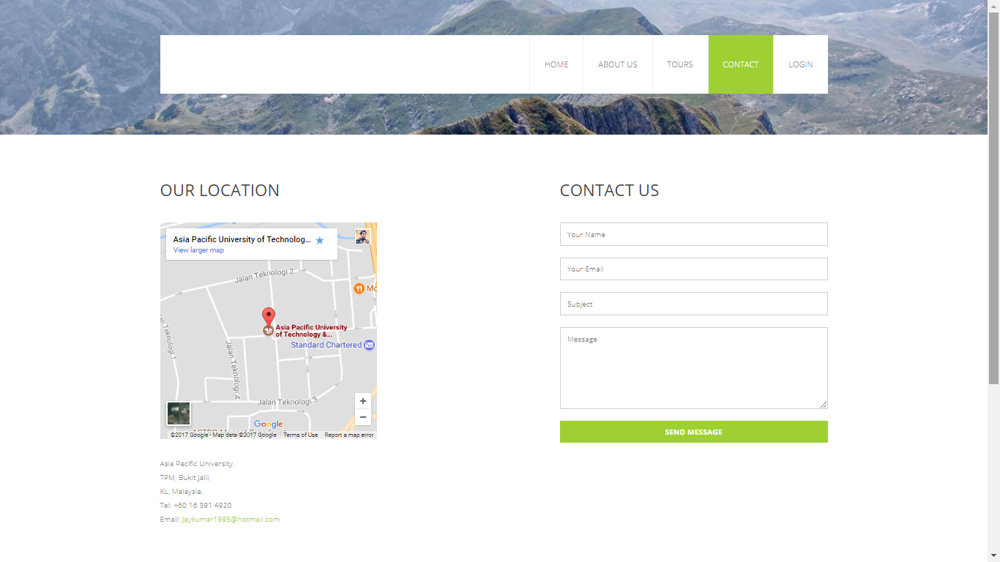 HOME
ABOUT US
TOURS
CONTACT
LOGIN
OUR LOCATION
Asia Pacific University of Technolog...
View larger map
Jalan Teknologi 2
Mc
Asia Pacific University
of Technology &...
Standard Chartered
Jalan Teknologi 1
Jalan Teknologi 4
Jalan Teknologi 3
Google
©2017 Google - Map data ©2017 Google Terms of Use Report a map error
Asia Pacific University.
TPM, Bukit Jalil,
KL, Malaysia.
Tel: +60 16 391 4920
Email: Jaykumar1995@hotmail.com
CONTACT US
Your Name
Your Email
Subject
Message
SEND MESSAGE